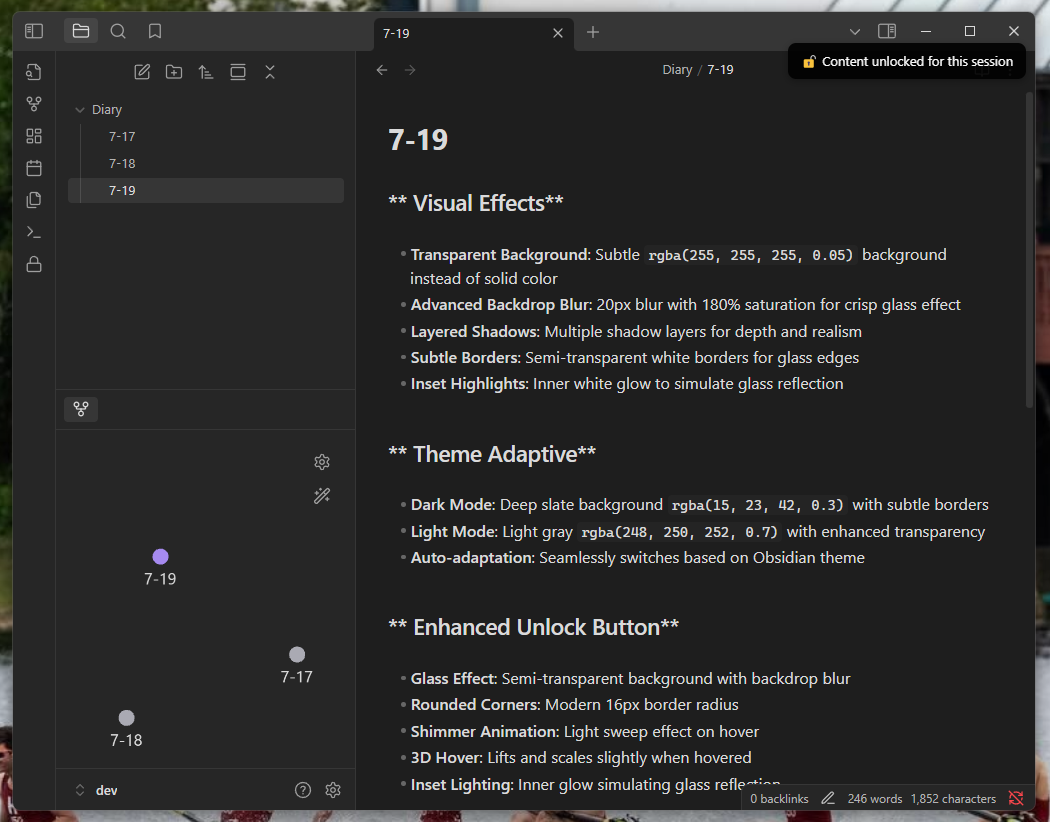 7-19
🔓 Content unlocked for this session
Diary / 7-19
Diary
7-17
7-18
7-19
7-19
** Visual Effects**
Transparent Background: Subtle rgba(255, 255, 255, 0.05) background
instead of solid color
Advanced Backdrop Blur: 20px blur with 180% saturation for crisp glass effect
Layered Shadows: Multiple shadow layers for depth and realism
Subtle Borders: Semi-transparent white borders for glass edges
Inset Highlights: Inner white glow to simulate glass reflection
** Theme Adaptive**
Dark Mode: Deep slate background rgba(15, 23, 42, 0.3) with subtle borders
Light Mode: Light gray rgba(248, 250, 252, 0.7) with enhanced transparency
Auto-adaptation: Seamlessly switches based on Obsidian theme
** Enhanced Unlock Button**
Glass Effect: Semi-transparent background with backdrop blur
Rounded Corners: Modern 16px border radius
Shimmer Animation: Light sweep effect on hover
3D Hover: Lifts and scales slightly when hovered
Inset Lighting: Inner glow simulating glass reflection
7-19
7-17
7-18
dev
0 backlinks 246 words 1,852 characters